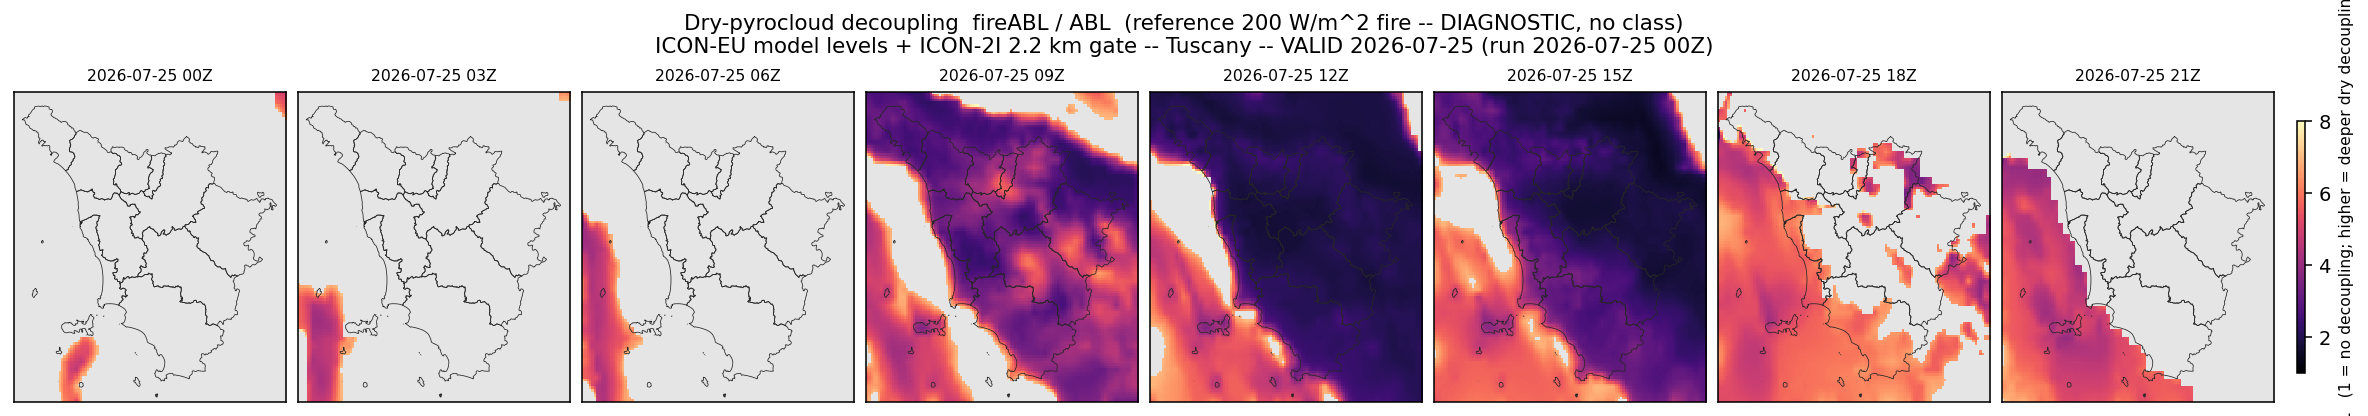 Dry-pyrocloud decoupling  fireABL / ABL  (reference 200 W/m^2 fire -- DIAGNOSTIC, no class)
ICON-EU model levels + ICON-2I 2.2 km gate -- Tuscany -- VALID 2026-07-25 (run 2026-07-25 00Z)
2026-07-25 00Z
2026-07-25 03Z
2026-07-25 06Z
2026-07-25 09Z
2026-07-25 12Z
2026-07-25 15Z
2026-07-25 18Z
2026-07-25 21Z
8
6
4
2
(1 = no decoupling; higher = deeper dry decoupling